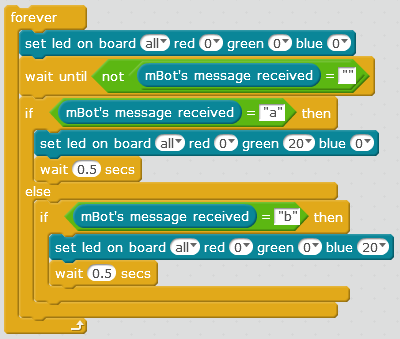 forever
set led on board all red 0 green 0 blue 0
wait until not mBot's message received = ""
if mBot's message received = "a" then
set led on board all red 0 green 20 blue 0
wait 0.5 secs
else
if mBot's message received = "b" then
set led on board all red 0 green 0 blue 20
wait 0.5 secs